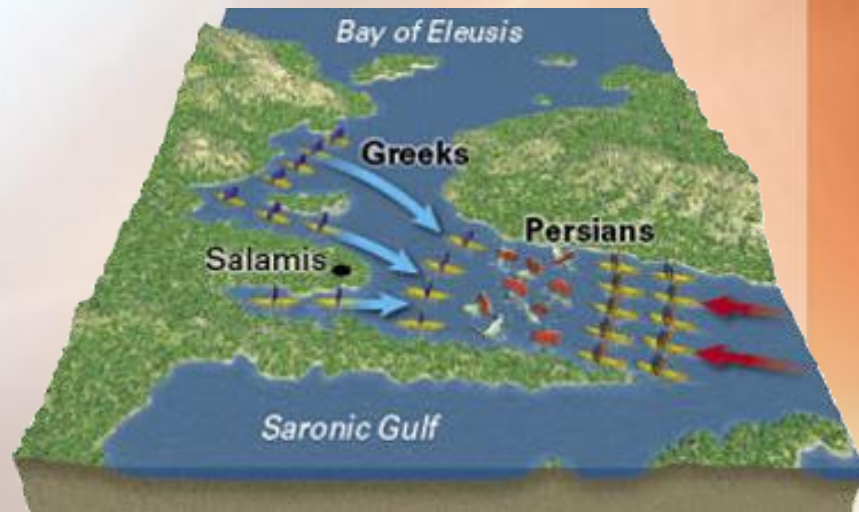 Bay of Eleusis
Greeks
Persians
Salamis
Saronic Gulf